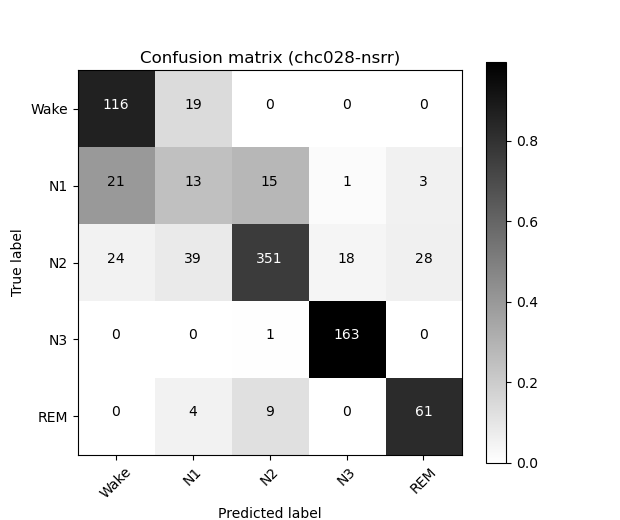 Confusion matrix (chc028-nsrr)
Wake 116 19 0 0 0
N1 21 13 15 1 3
N2 24 39 351 18 28
N3 0 0 1 163 0
REM 0 4 9 0 61
Wake N1 N2 N3 REM
Predicted label
True label
0.8
0.6
0.4
0.2
0.0